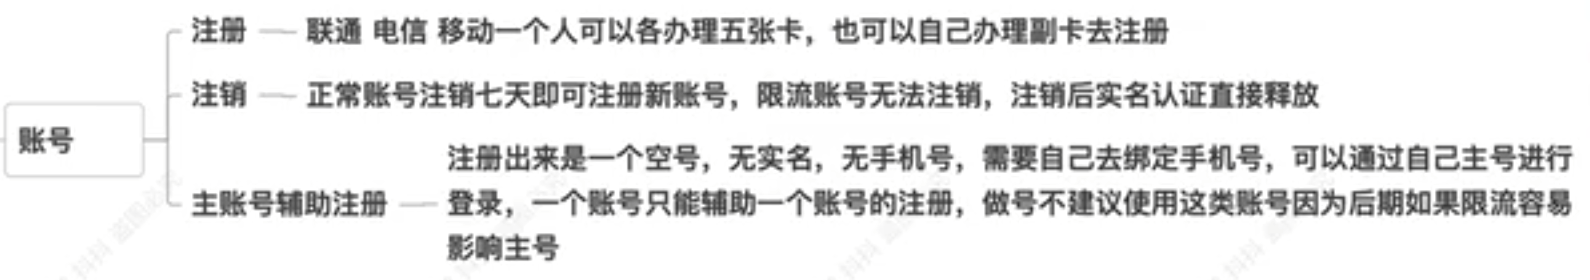 注册
联通 电信 移动一个人可以各办理五张卡，也可以自己办理副卡去注册
注销
正常账号注销七天即可注册新账号，限流账号无法注销，注销后实名认证直接释放
账号
主账号辅助注册
注册出来是一个空号，无实名，无手机号，需要自己去绑定手机号，可以通过自己主号进行
登录，一个账号只能辅助一个账号的注册，做号不建议使用这类账号因为后期如果限流容易
影响主号